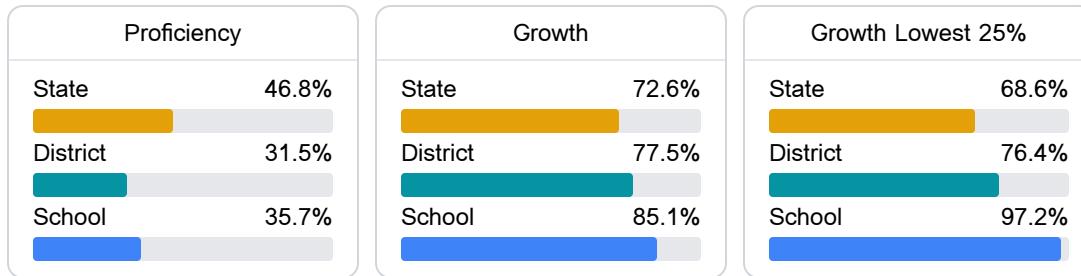 Proficiency
State 46.8%
District 31.5%
School 35.7%
Growth
State 72.6%
District 77.5%
School 85.1%
Growth Lowest 25%
State 68.6%
District 76.4%
School 97.2%